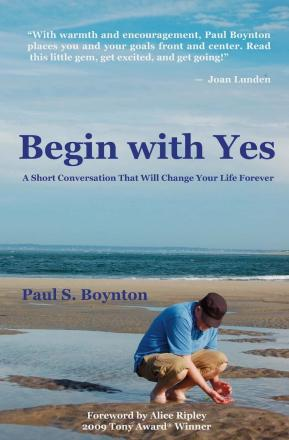 “With warmth and encouragement, Paul Boynton
places you and your goals front and center. Read
this little gem, get excited, and get going!”
— Joan Lunden
Begin with Yes
A Short Conversation That Will Change Your Life Forever
Paul S. Boynton
Foreword by Alice Ripley
2009 Tony Award* Winner